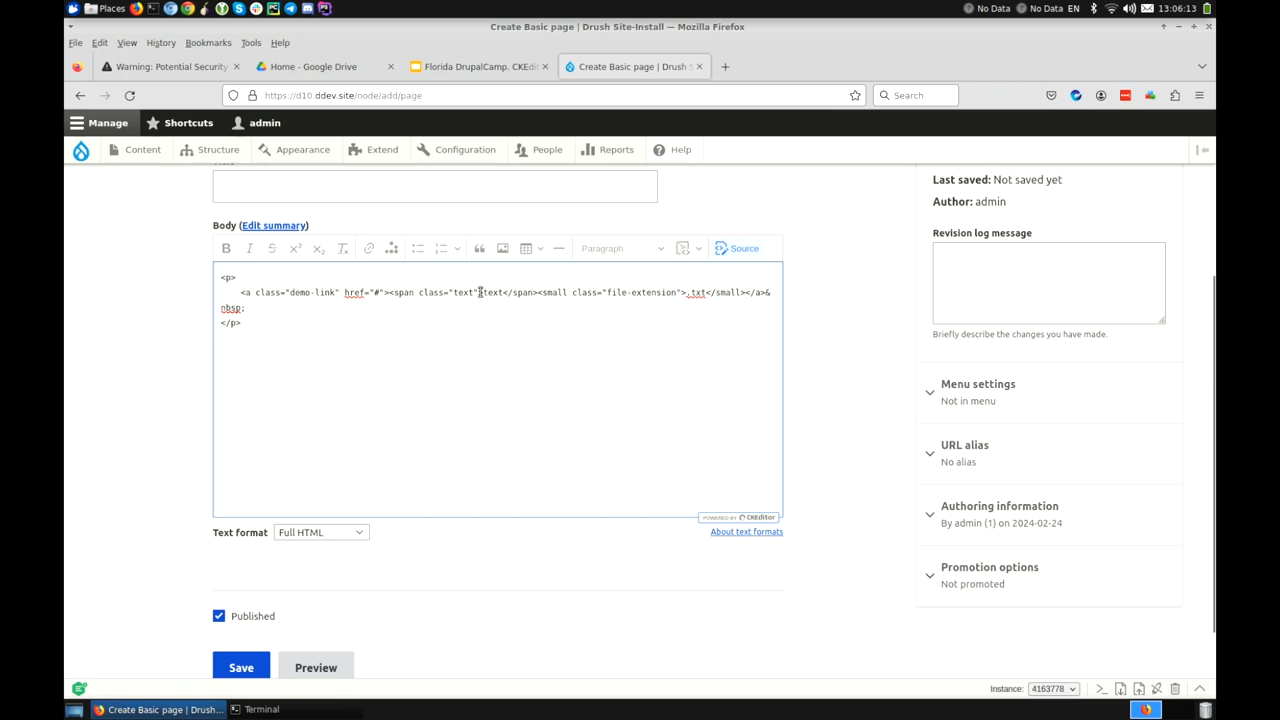 Places
No Data
No Data
EN
13:06:13
Create Basic page | Drush Site-Install — Mozilla Firefox
File Edit View History Bookmarks Tools Help
Warning: Potential Security
Home - Google Drive
Florida DrupalCamp. CKEdit
Create Basic page | Drush S
https://d10.ddev.site/node/add/page
Search
Manage
Shortcuts
admin
Content
Structure
Appearance
Extend
Configuration
People
Reports
Help
Last saved: Not saved yet
Author: admin
Revision log message
Briefly describe the changes you have made.
Body (Edit summary)
Paragraph
Source
<p>
<a class="demo-link" href="#"><span class="text">text</span><small class="file-extension">.txt</small></a>&
nbsp;
</p>
POWERED BY CKEditor
Text format
Full HTML
About text formats
Menu settings
Not in menu
URL alias
No alias
Authoring information
By admin (1) on 2024-02-24
Promotion options
Not promoted
Published
Save
Preview
Instance:
4163778
Create Basic page | Drush...
Terminal